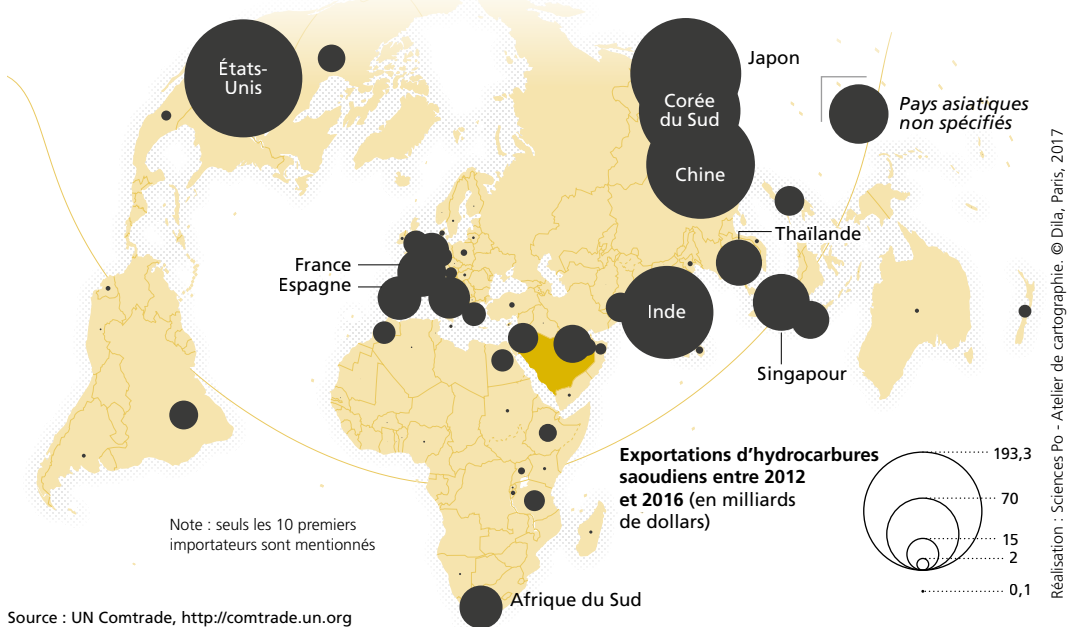 États-
Unis
Japon
Corée
du Sud
Chine
Pays asiatiques
non spécifiés
Thaïlande
France
Espagne
Inde
Singapour
Exportations d'hydrocarbures
saoudiens entre 2012
et 2016 (en milliards
de dollars)
193,3
70
15
2
0,1
Note : seuls les 10 premiers
importateurs sont mentionnés
Afrique du Sud
Source : UN Comtrade, http://comtrade.un.org
Réalisation : Sciences Po - Atelier de cartographie. © Dila, Paris, 2017